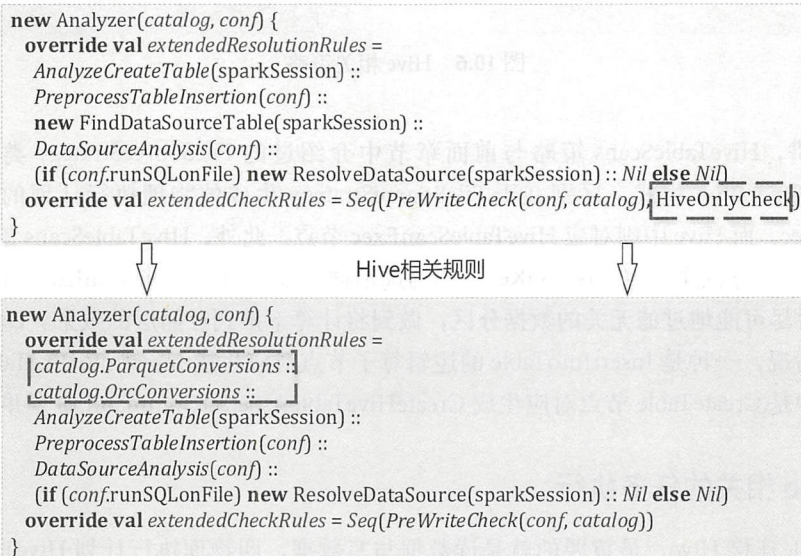 new Analyzer(catalog, conf) {
override val extendedResolutionRules =
AnalyzeCreateTable(sparkSession) ::
PreprocessTableInsertion(conf) ::
new FindDataSourceTable(sparkSession) ::
DataSourceAnalysis(conf) ::
(if (conf.runSQLonFile) new ResolveDataSource(sparkSession) :: Nil else Nil)
override val extendedCheckRules = Seq(PreWriteCheck(conf, catalog), HiveOnlyCheck)
}
Hive相关规则
new Analyzer(catalog, conf) {
override val extendedResolutionRules =
catalog.ParquetConversions ::
catalog.OrcConversions ::
AnalyzeCreateTable(sparkSession) ::
PreprocessTableInsertion(conf) ::
DataSourceAnalysis(conf) ::
(if (conf.runSQLonFile) new ResolveDataSource(sparkSession) :: Nil else Nil)
override val extendedCheckRules = Seq(PreWriteCheck(conf, catalog))
}